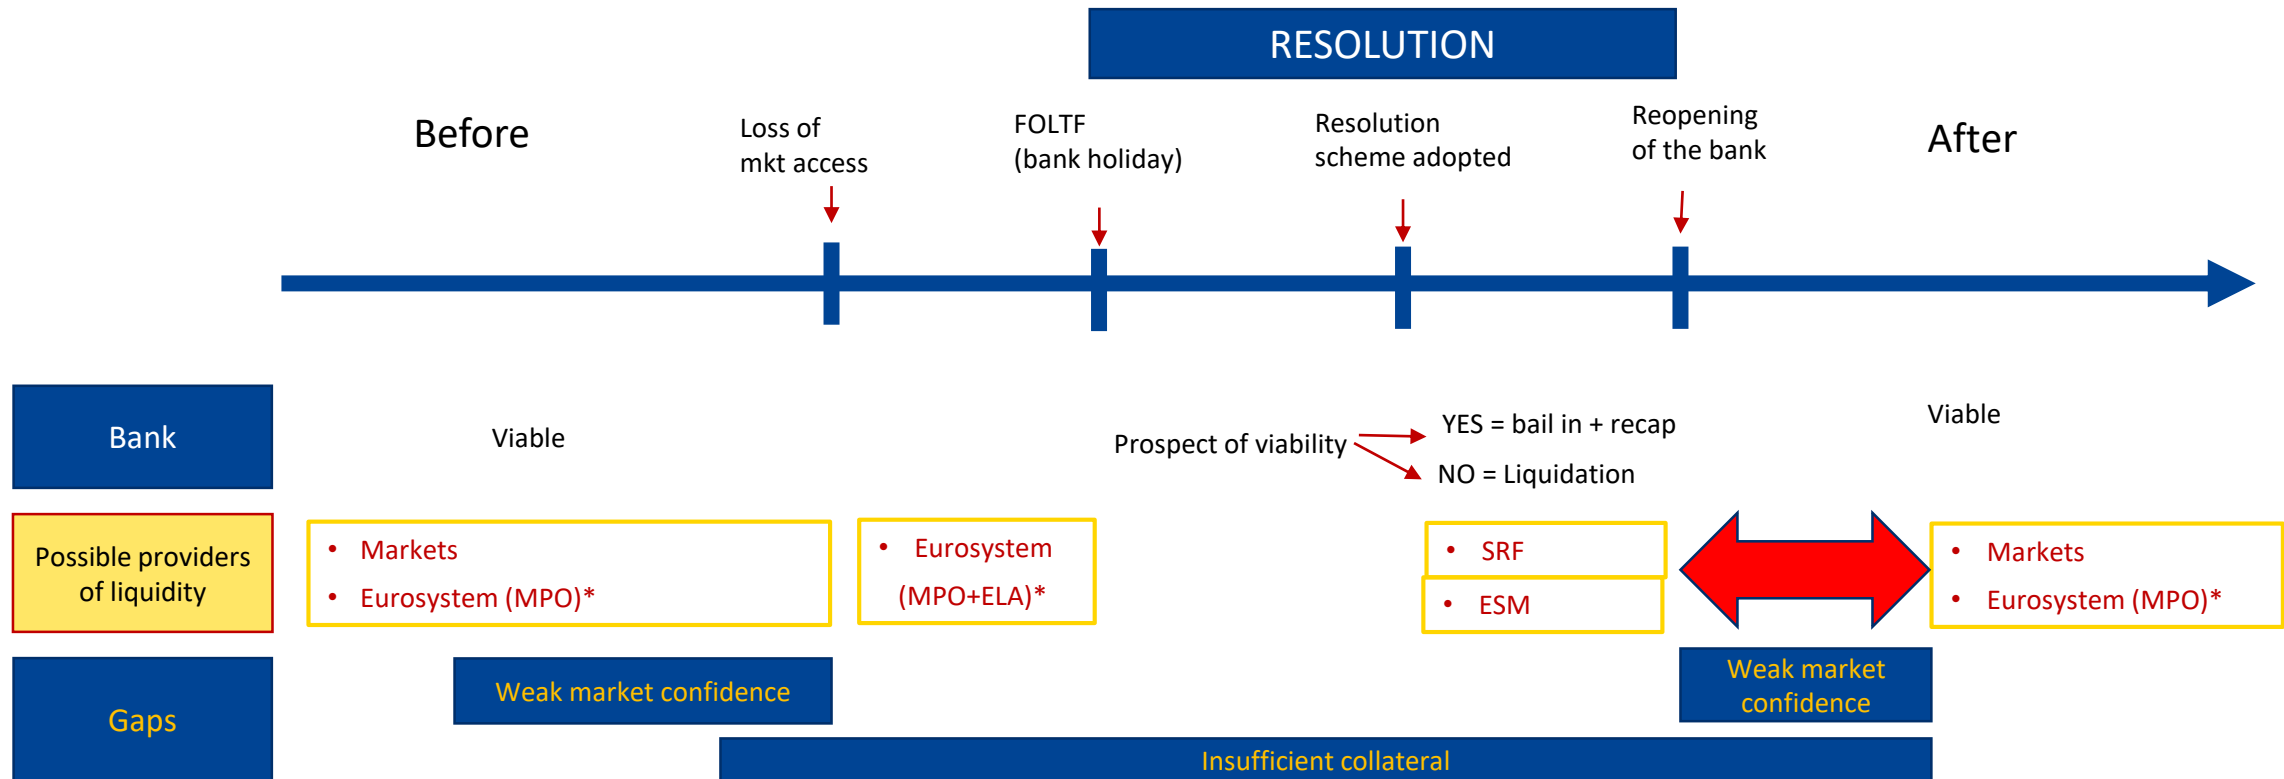 RESOLUTION
Before
Loss of
mkt access
FOLTF
(bank holiday)
Resolution
scheme adopted
Reopening
of the bank
After
Bank
Viable
Prospect of viability
YES = bail in + recap
NO = Liquidation
Viable
Possible providers
of liquidity
• Markets
• Eurosystem (MPO)*
• Eurosystem
(MPO+ELA)*
• SRF
• ESM
• Markets
• Eurosystem (MPO)*
Gaps
Weak market confidence
Weak market
confidence
Insufficient collateral